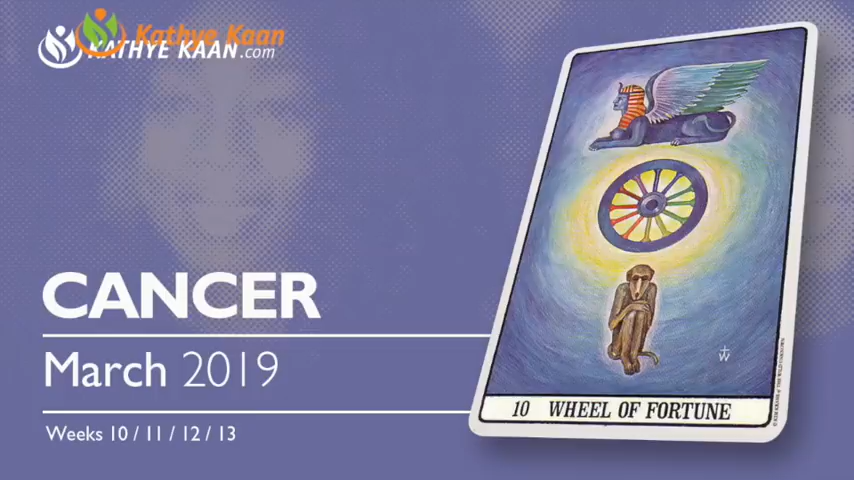 Kathye Kaan
KATHYE KAAN.com
CANCER
March 2019
Weeks 10 / 11 / 12 / 13
10 WHEEL OF FORTUNE